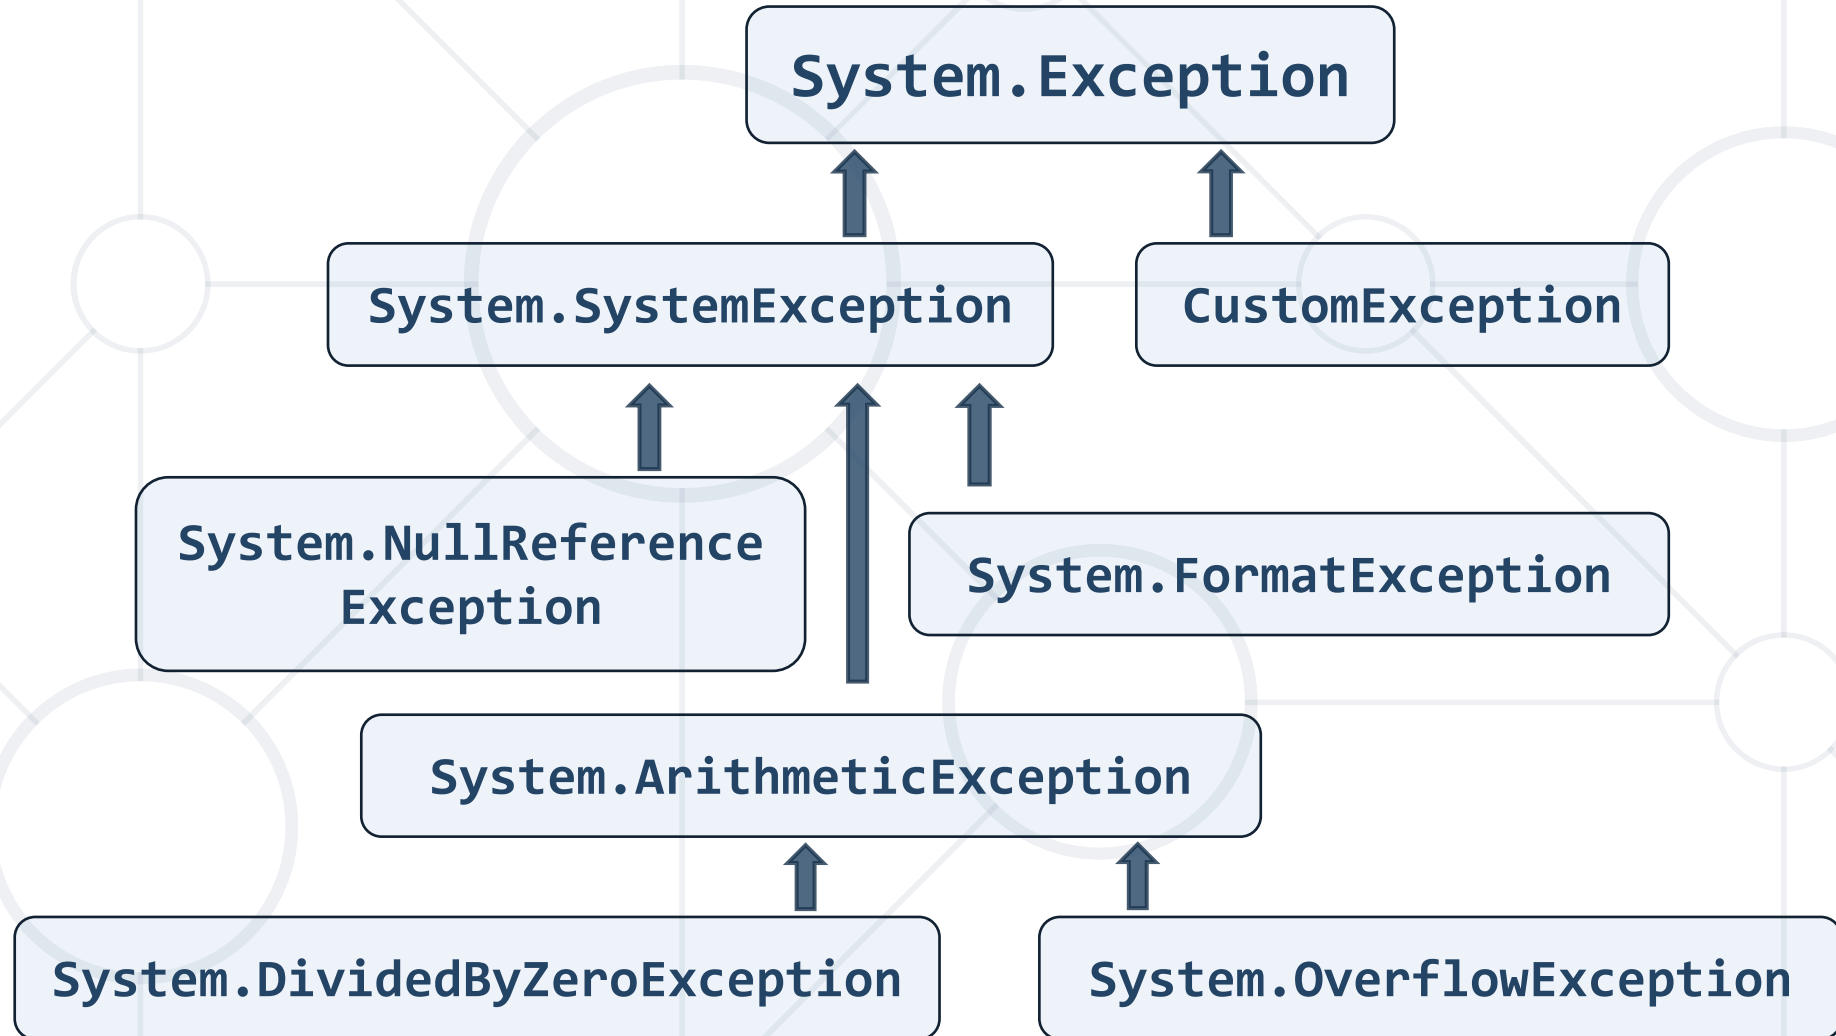 System.Exception
System.SystemException
CustomException
System.NullReference
Exception
System.FormatException
System.ArithmeticException
System.DividedByZeroException
System.OverflowException